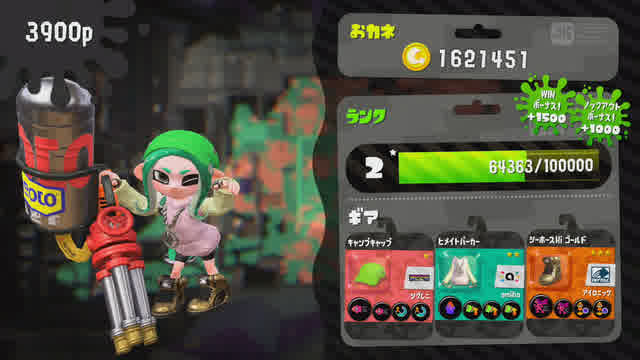 3900p
おカネ
1621451
WIN
ボーナス!
+1500
ノックアウト
ボーナス!
+1000
ランク
2
64363/100000
ギア
キャンプキャップ
ヒメイトパーカー
シーホースHi ゴールド
ジグレニ
amiibo
アイロニック